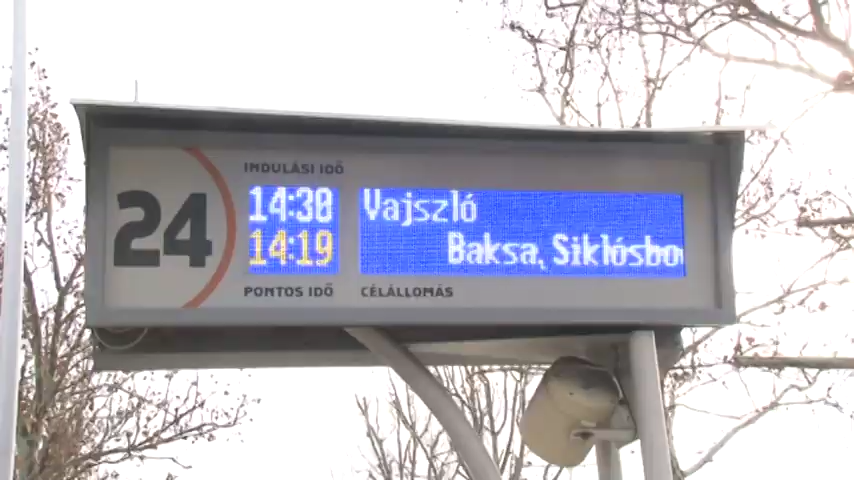 24
INDULÁSI IDŐ
14:30 Vajszló
14:19 Baksa, Siklósbo
PONTOS IDŐ CÉLÁLLOMÁS